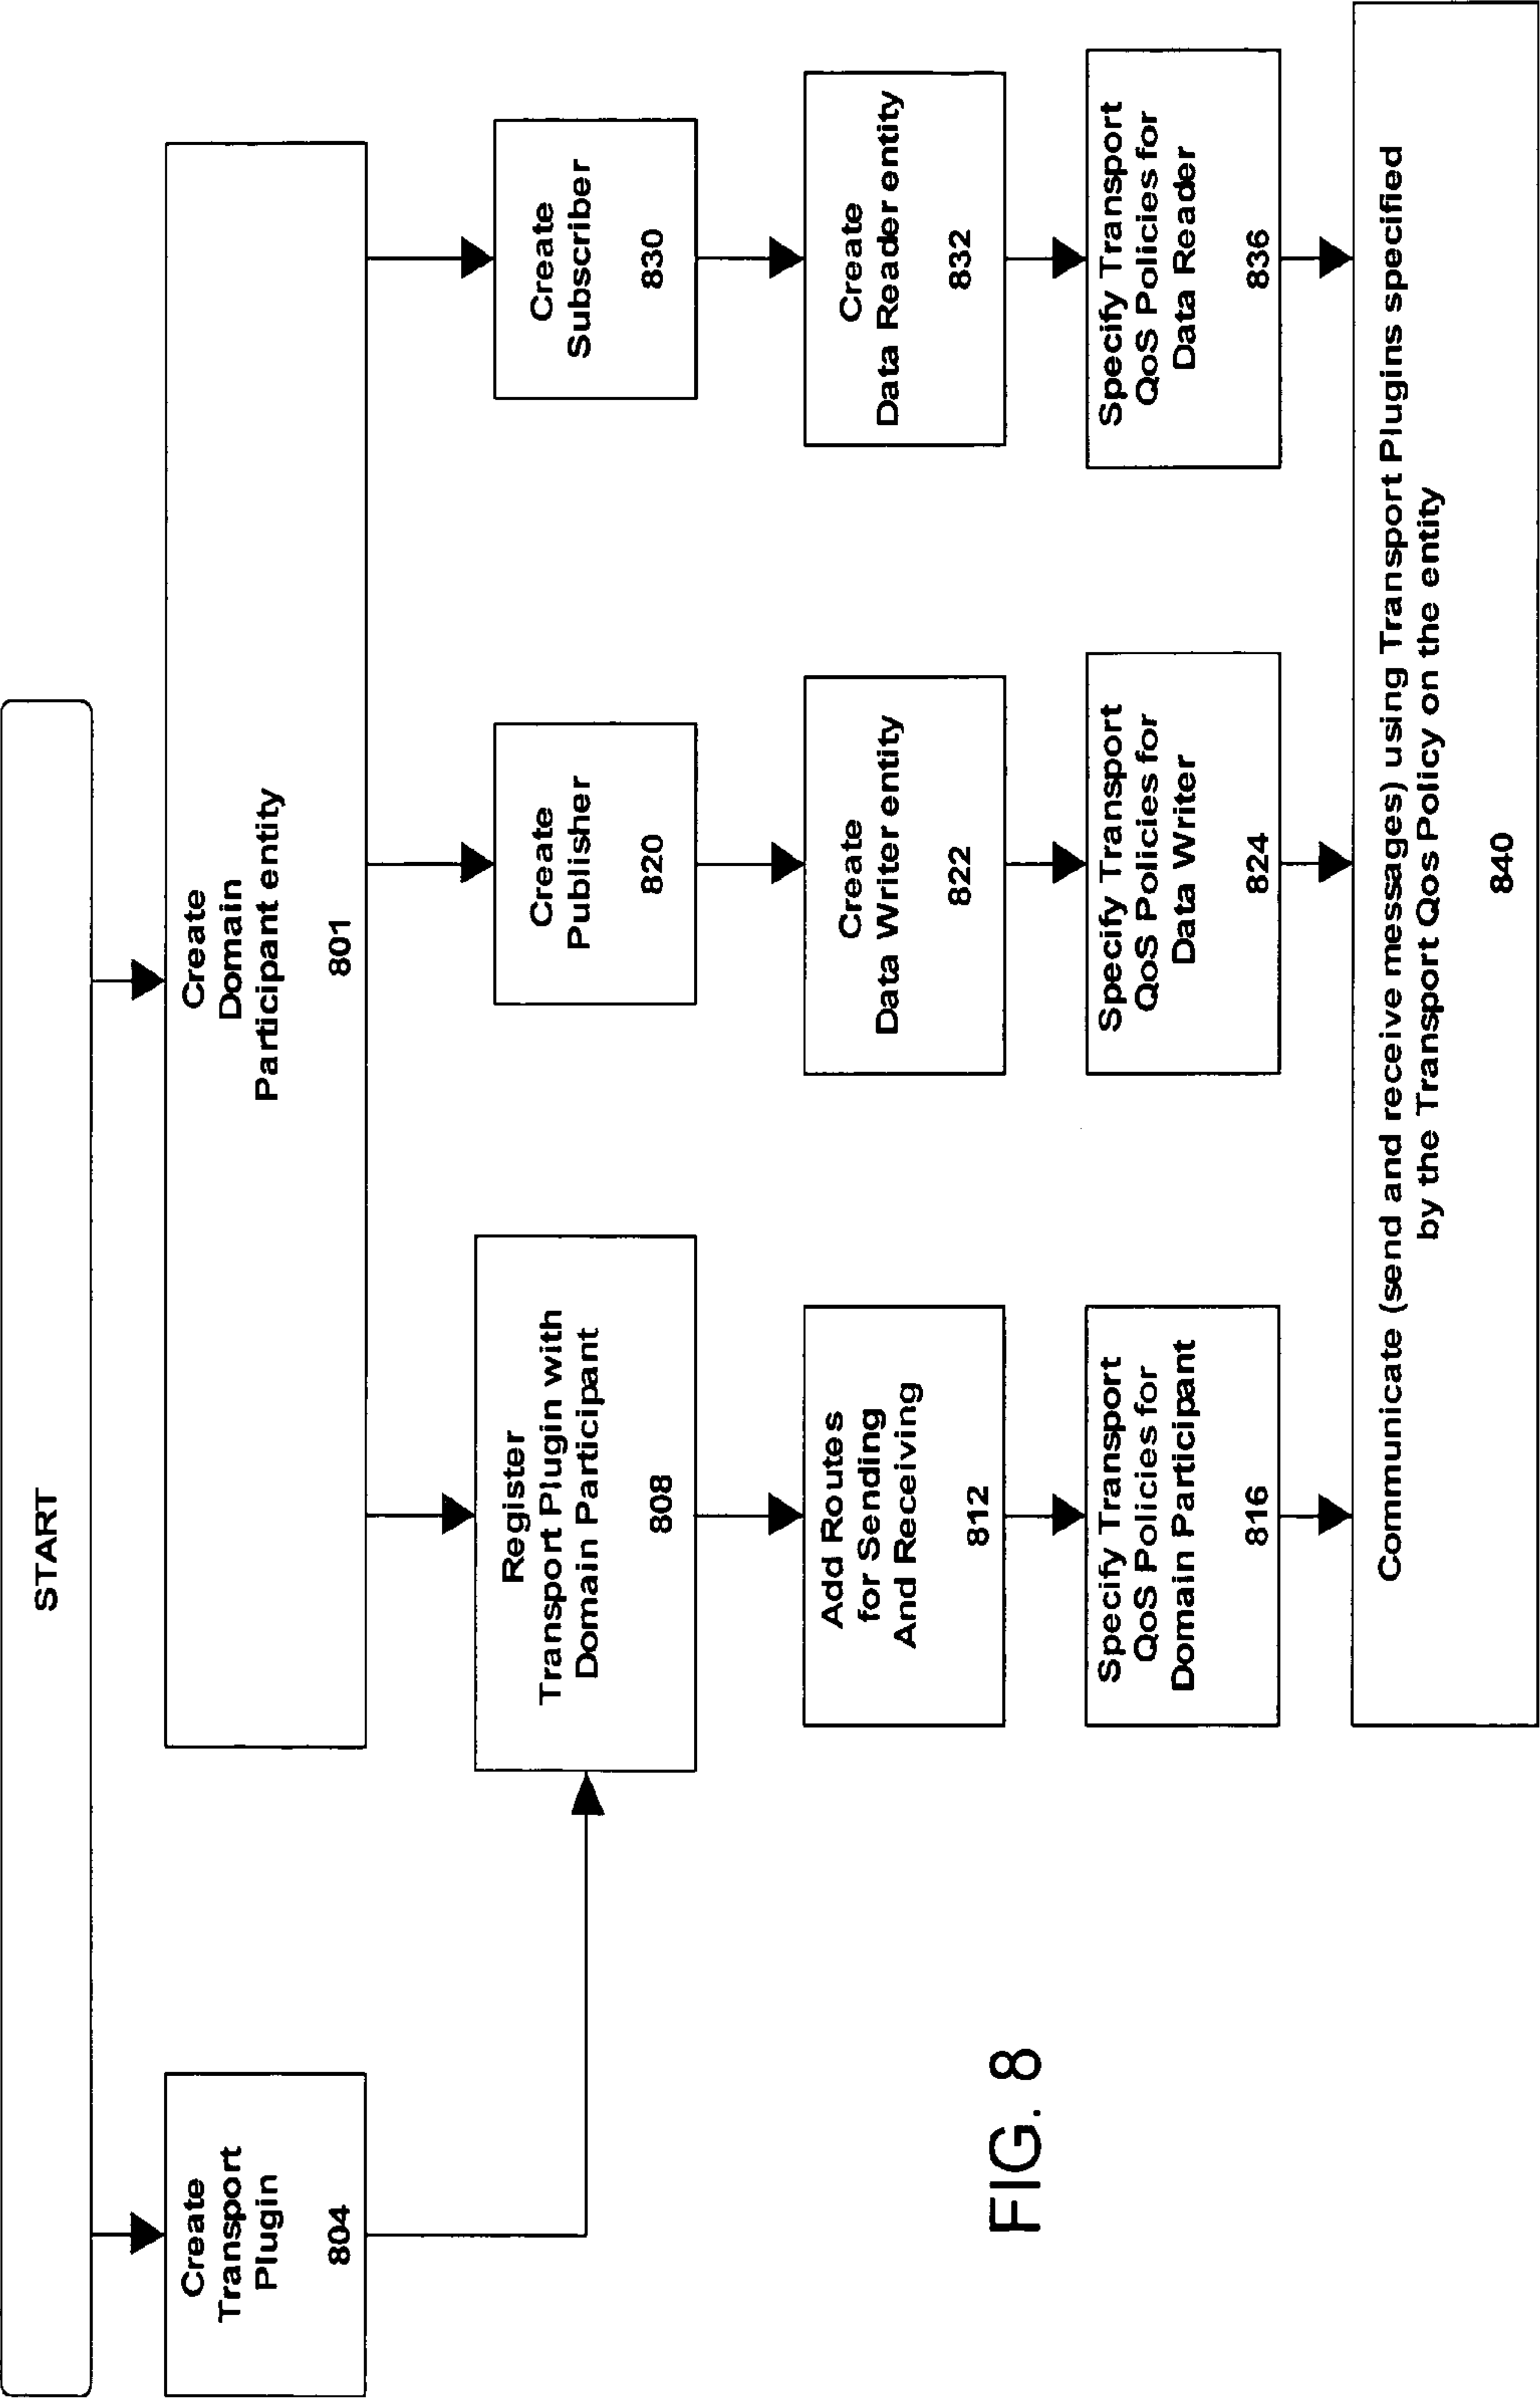 START
Create
Transport
Plugin
804
Create
Domain
Participant entity
801
Register
Transport Plugin with
Domain Participant
808
Create
Publisher
820
Create
Subscriber
830
Add Routes
for Sending
And Receiving
812
Create
Data Writer entity
822
Create
Data Reader entity
832
Specify Transport
QoS Policies for
Domain Participant
816
Specify Transport
QoS Policies for
Data Writer
824
Specify Transport
QoS Policies for
Data Reader
836
Communicate (send and receive messages) using Transport Plugins specified
by the Transport Qos Policy on the entity
840
FIG. 8